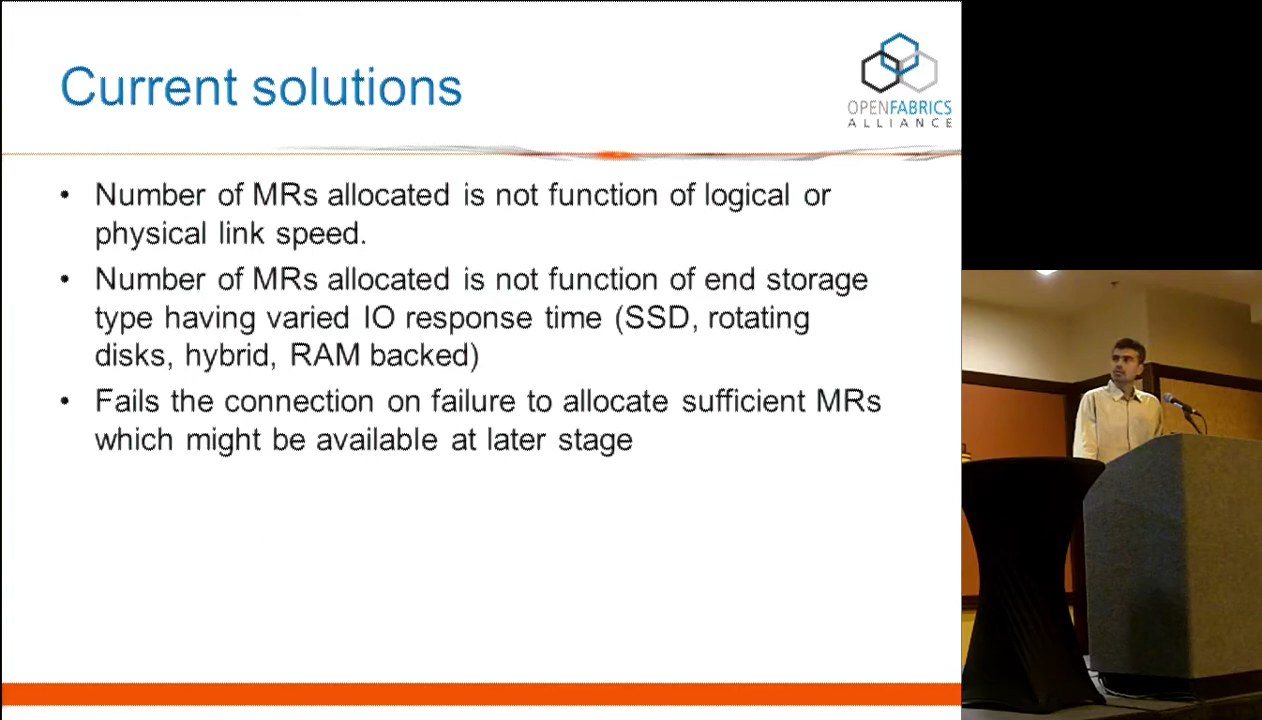 Current solutions
OPENFABRICS
ALLIANCE
• Number of MRs allocated is not function of logical or
physical link speed.
• Number of MRs allocated is not function of end storage
type having varied IO response time (SSD, rotating
disks, hybrid, RAM backed)
• Fails the connection on failure to allocate sufficient MRs
which might be available at later stage